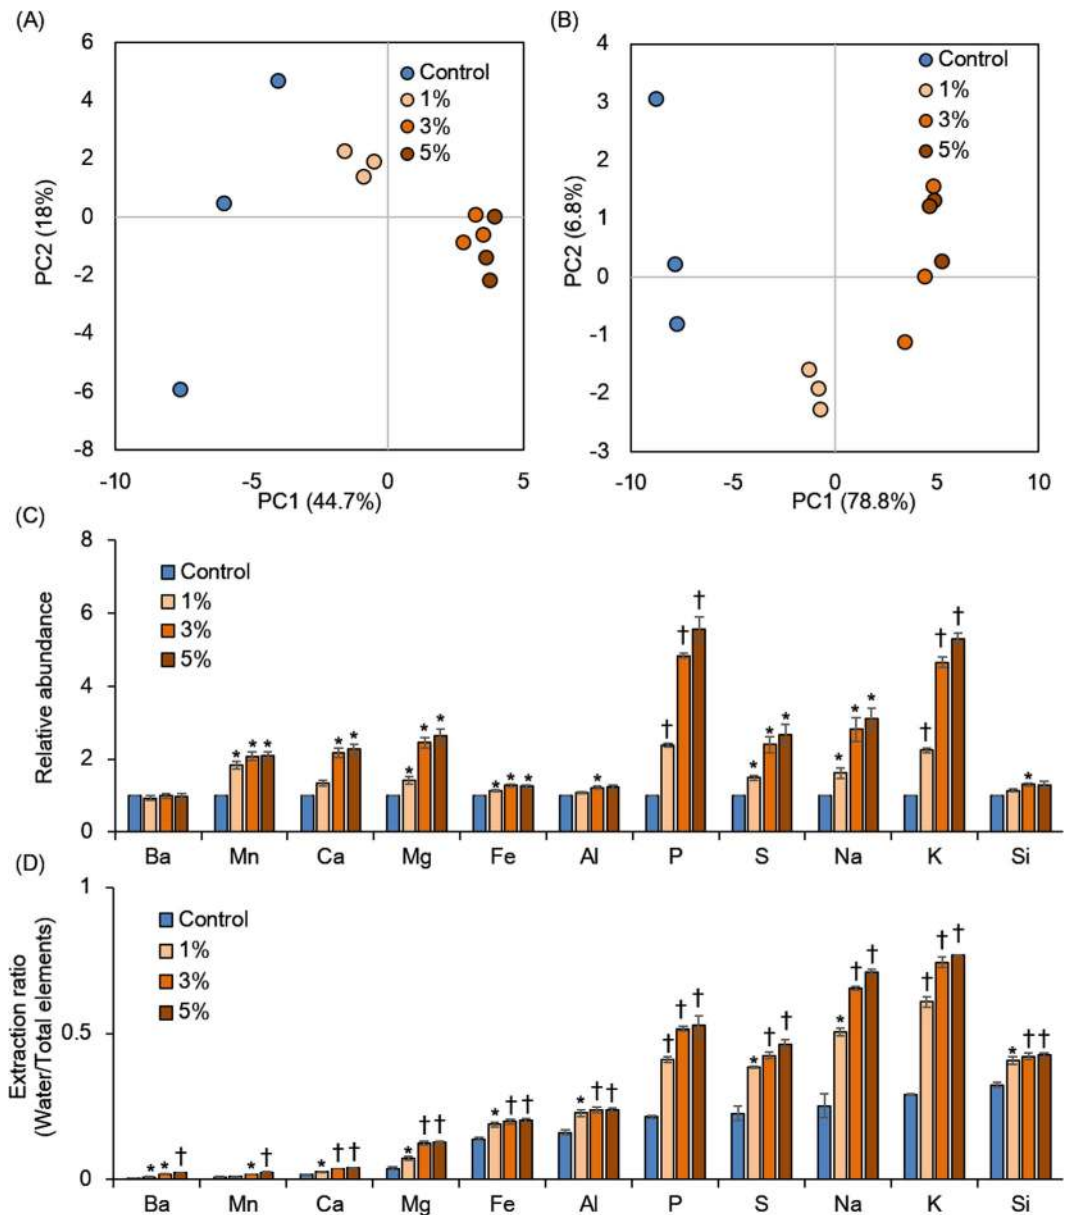 (A)
6
4
2
0
-2
-4
-6
-8
-10
-5
0
5
PC2 (18%)
PC1 (44.7%)
Control
1%
3%
5%
(B)
4
3
2
1
0
-1
-2
-3
-10
-5
0
5
10
PC2 (6.8%)
PC1 (78.8%)
Control
1%
3%
5%
(C)
8
6
4
2
0
Relative abundance
Control
1%
3%
5%
* * *
* *
* * *
* * *
*
† † †
* * *
* * *
† † †
*
Ba Mn Ca Mg Fe Al P S Na K Si
(D)
1
0.5
0
Extraction ratio
(Water/Total elements)
Control
1%
3%
5%
* * †
* †
* † †
* † †
* † †
* † †
† † †
* † †
* † †
† † †
* † †
Ba Mn Ca Mg Fe Al P S Na K Si